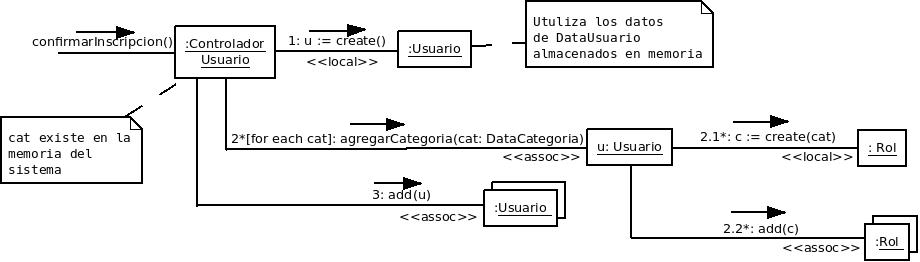 confirmarInscripcion()
:Controlador
Usuario
1: u := create()
<<local>>
:Usuario
Utuliza los datos
de DataUsuario
almacenados en memoria
cat existe en la
memoria del
sistema
2*[for each cat]: agregarCategoria(cat: DataCategoria)
<<assoc>>
u: Usuario
2.1*: c := create(cat)
<<local>>
: Rol
3: add(u)
<<assoc>>
:Usuario
2.2*: add(c)
<<assoc>>
:Rol